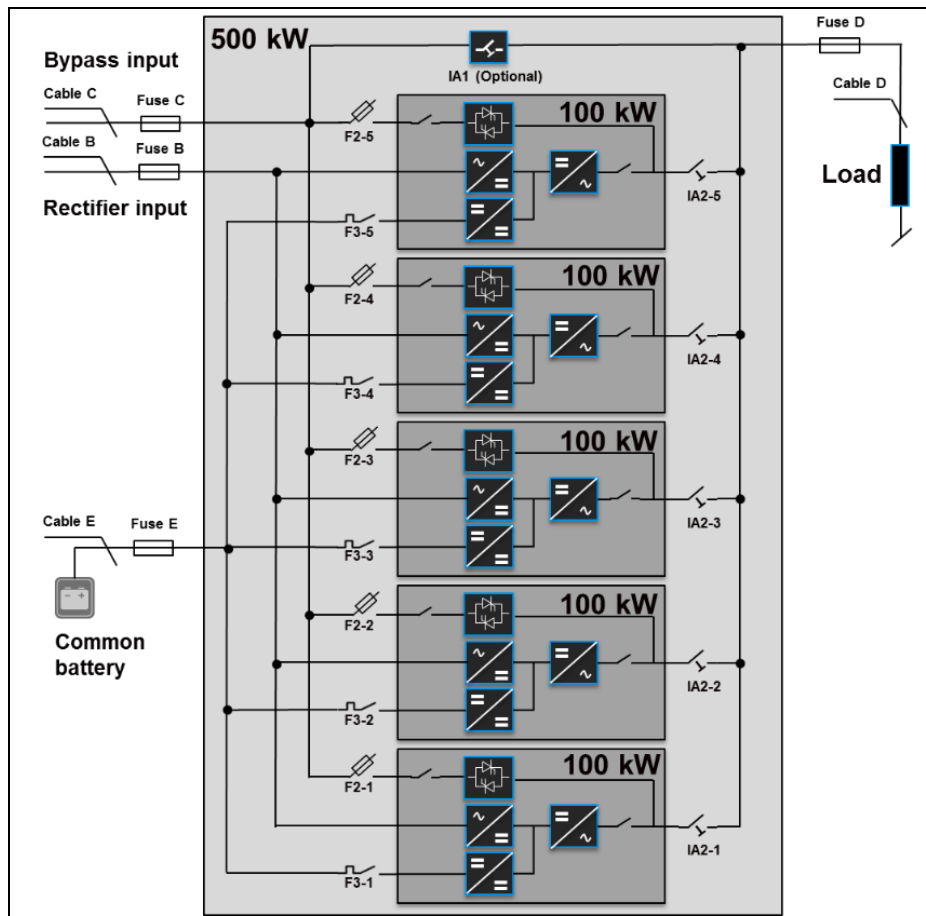 500 kW
Fuse D
Bypass input
IA1 (Optional)
Cable C
Fuse C
Cable D
100 kW
F2-5
Cable B
Fuse B
Load
IA2-5
Rectifier input
F3-5
100 kW
F2-4
IA2-4
F3-4
100 kW
F2-3
IA2-3
Cable E
Fuse E
F3-3
100 kW
F2-2
Common
battery
IA2-2
F3-2
100 kW
F2-1
IA2-1
F3-1